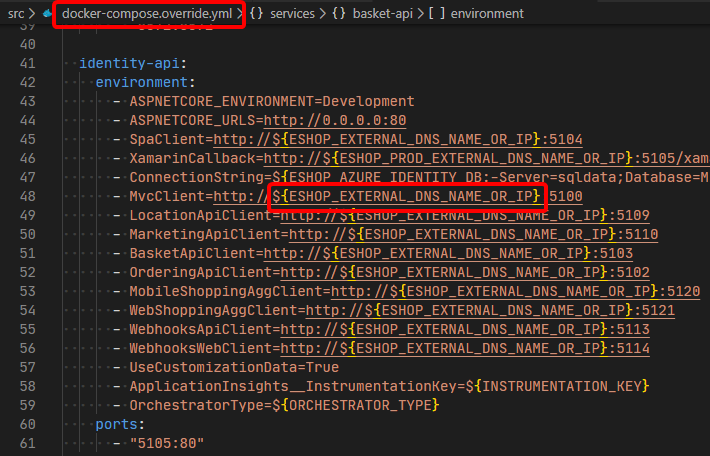 src > docker-compose.override.yml > {} services > {} basket-api > [ ] environment
39
40
41 identity-api:
42 environment:
43 - ASPNETCORE_ENVIRONMENT=Development
44 - ASPNETCORE_URLS=http://0.0.0.0:80
45 - SpaClient=http://${ESHOP_EXTERNAL_DNS_NAME_OR_IP}:5104
46 - XamarinCallback=http://${ESHOP_PROD_EXTERNAL_DNS_NAME_OR_IP}:5105/xam
47 - ConnectionString=${ESHOP_AZURE_IDENTITY_DB:-Server=sqldata;Database=M
48 - MvcClient=http://${ESHOP_EXTERNAL_DNS_NAME_OR_IP}:5100
49 - LocationApiClient=http://${ESHOP_EXTERNAL_DNS_NAME_OR_IP}:5109
50 - MarketingApiClient=http://${ESHOP_EXTERNAL_DNS_NAME_OR_IP}:5110
51 - BasketApiClient=http://${ESHOP_EXTERNAL_DNS_NAME_OR_IP}:5103
52 - OrderingApiClient=http://${ESHOP_EXTERNAL_DNS_NAME_OR_IP}:5102
53 - MobileShoppingAggClient=http://${ESHOP_EXTERNAL_DNS_NAME_OR_IP}:5120
54 - WebShoppingAggClient=http://${ESHOP_EXTERNAL_DNS_NAME_OR_IP}:5121
55 - WebhooksApiClient=http://${ESHOP_EXTERNAL_DNS_NAME_OR_IP}:5113
56 - WebhooksWebClient=http://${ESHOP_EXTERNAL_DNS_NAME_OR_IP}:5114
57 - UseCustomizationData=True
58 - ApplicationInsights__InstrumentationKey=${INSTRUMENTATION_KEY}
59 - OrchestratorType=${ORCHESTRATOR_TYPE}
60 ports:
61 - "5105:80"